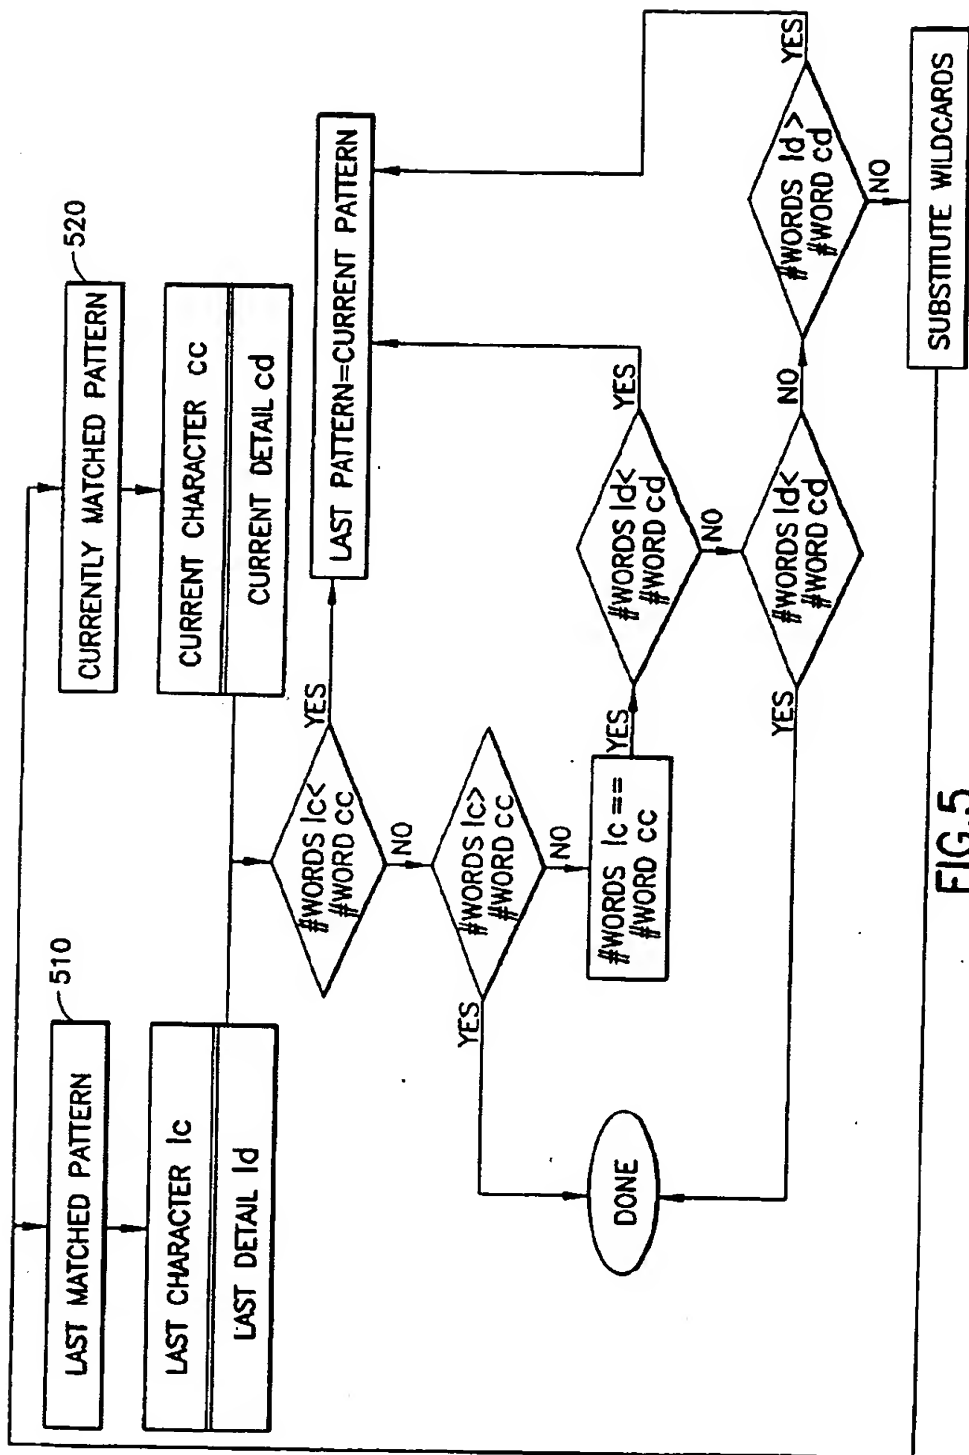 LAST MATCHED PATTERN
510
LAST CHARACTER lc
LAST DETAIL ld
CURRENTLY MATCHED PATTERN
520
CURRENT CHARACTER cc
CURRENT DETAIL cd
#WORDS lc<
#WORD cc
YES
NO
LAST PATTERN=CURRENT PATTERN
#WORDS lc>
#WORD cc
YES
NO
#WORDS lc ==
#WORD cc
YES
#WORDS ld<
#WORD cd
YES
NO
DONE
#WORDS ld<
#WORD cd
YES
NO
#WORDS ld >
#WORD cd
YES
NO
SUBSTITUTE WILDCARDS
FIG.5